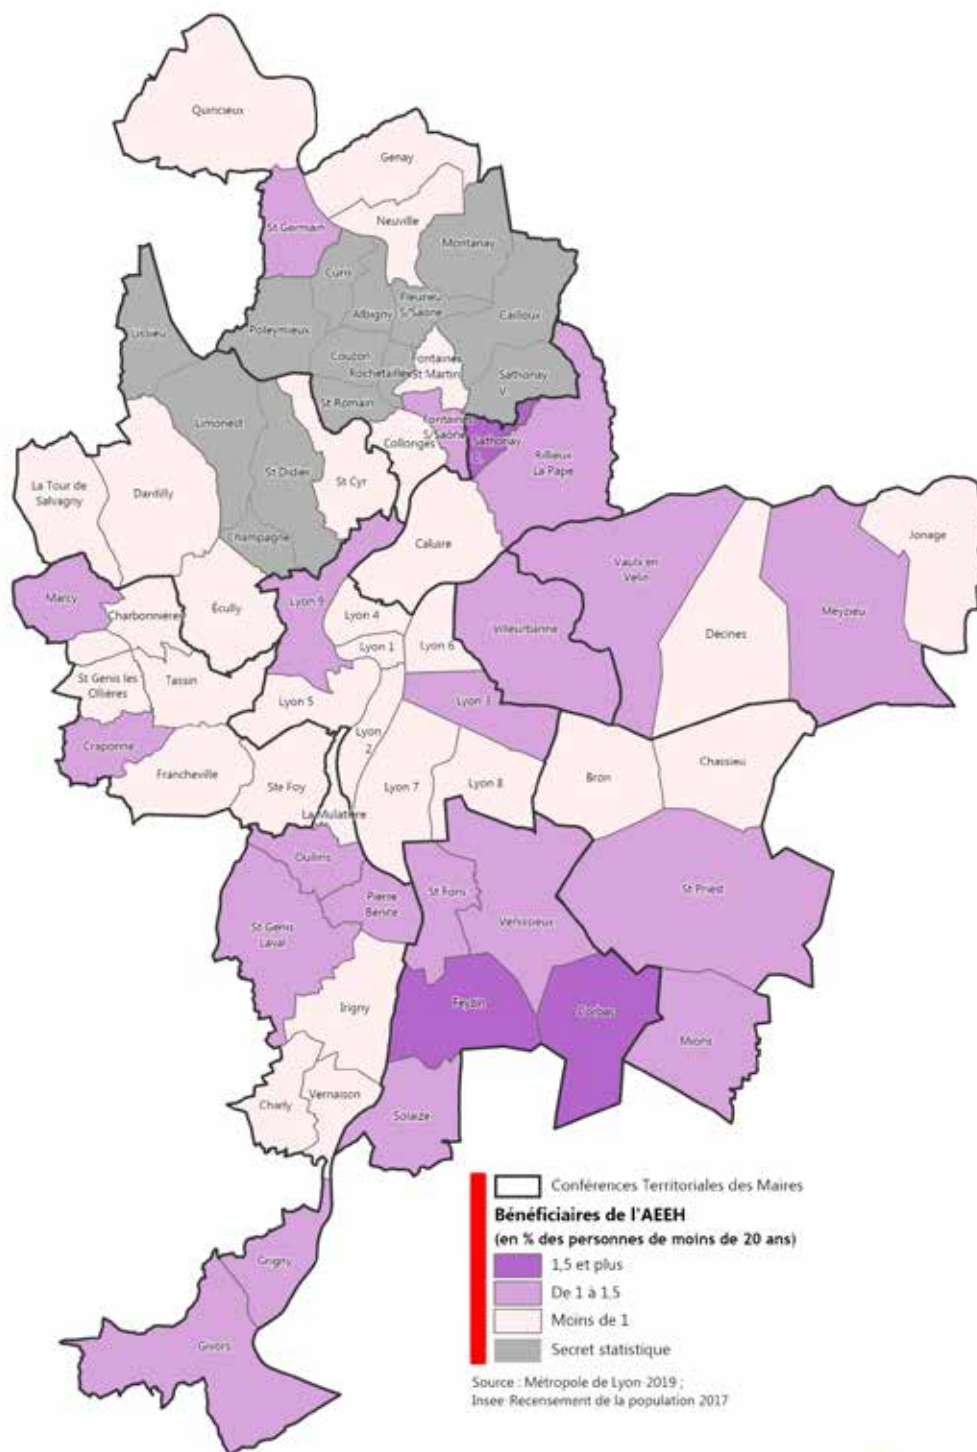 Quincieux
Genay
Neuville
St Germain
Montanay
Curis
Fleurieu
S/Saône
Albigny
Cailloux
Lissieu
Poleymieux
Couzon
Rochetaillée
Fontaines
St Martin
Sathonay
V.
St Romain
Limonest
Fontaines
S/Saône
Sathonay
Collonges
Rillieux
La Pape
St Didier
St Cyr
La Tour de
Salvagny
Dardilly
Champagne
Caluire
Jonage
Vaulx en
Velin
Meyzieu
Marcy
Charbonnières
Écully
Lyon 9
Lyon 4
Villeurbanne
Décines
Lyon 1
Lyon 6
St Genis les
Ollières
Tassin
Lyon 5
Lyon 3
Lyon
2
Craponne
Francheville
Ste Foy
Lyon 7
Lyon 8
Bron
Chassieu
La Mulatière
Oullins
Pierre
Bénite
St Fons
Vénissieux
St Priest
St Genis
Laval
Irigny
Feyzin
Corbas
Mions
Charly
Vernaison
Solaize
Grigny
Givors
Conférences Territoriales des Maires
Bénéficiaires de l'AEEH
(en % des personnes de moins de 20 ans)
1,5 et plus
De 1 à 1,5
Moins de 1
Secret statistique
Source : Métropole de Lyon-2019 ;
Insee-Recensement de la population 2017